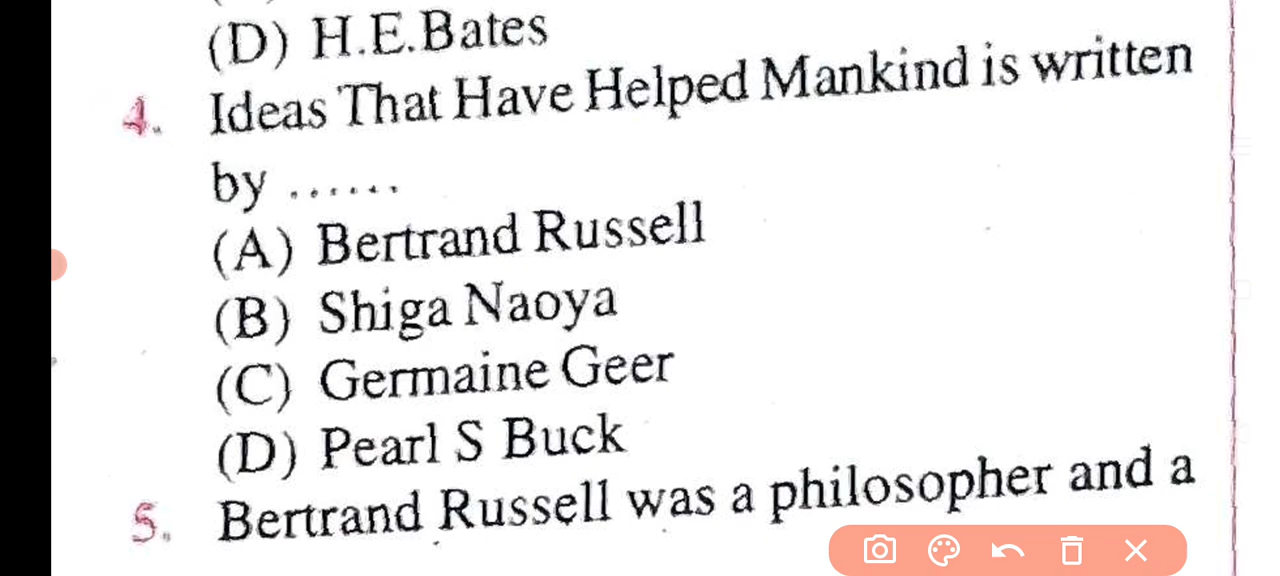 (D) H.E.Bates
4. Ideas That Have Helped Mankind is written
by ......
(A) Bertrand Russell
(B) Shiga Naoya
(C) Germaine Geer
(D) Pearl S Buck
5. Bertrand Russell was a philosopher and a